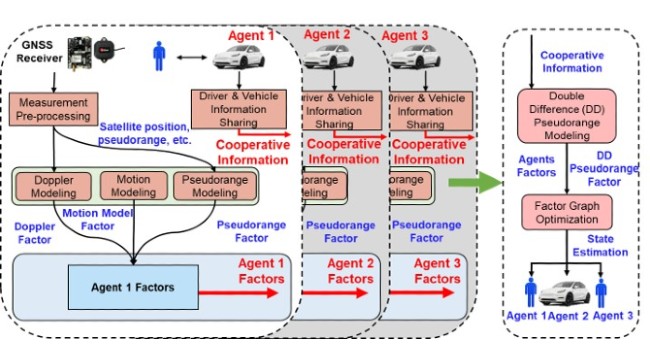 GNSS
Receiver
Agent 1
Agent 2
Agent 3
Measurement
Pre-processing
Driver & Vehicle
Information
Sharing
river & Vehicle
nformation
Sharing
Driver & Vehicle
Information
Sharing
Satellite position,
pseudorange, etc.
Cooperative
Information
Cooperative
Information
Cooperative
Information
Doppler
Modeling
Motion
Modeling
Pseudorange
Modeling
orange
eling
orange
eling
Doppler
Factor
Motion Model
Factor
Pseudorange
Factor
Pseudorange
Factor
Pseudorange
Factor
Agent 1 Factors
Agent 1
Factors
Agent 2
Factors
Agent 3
Factors
Cooperative
Information
Double
Difference (DD)
Pseudorange
Modeling
Agents
Factors
DD
Pseudorange
Factor
Factor Graph
Optimization
State
Estimation
Agent 1
Agent 2
Agent 3